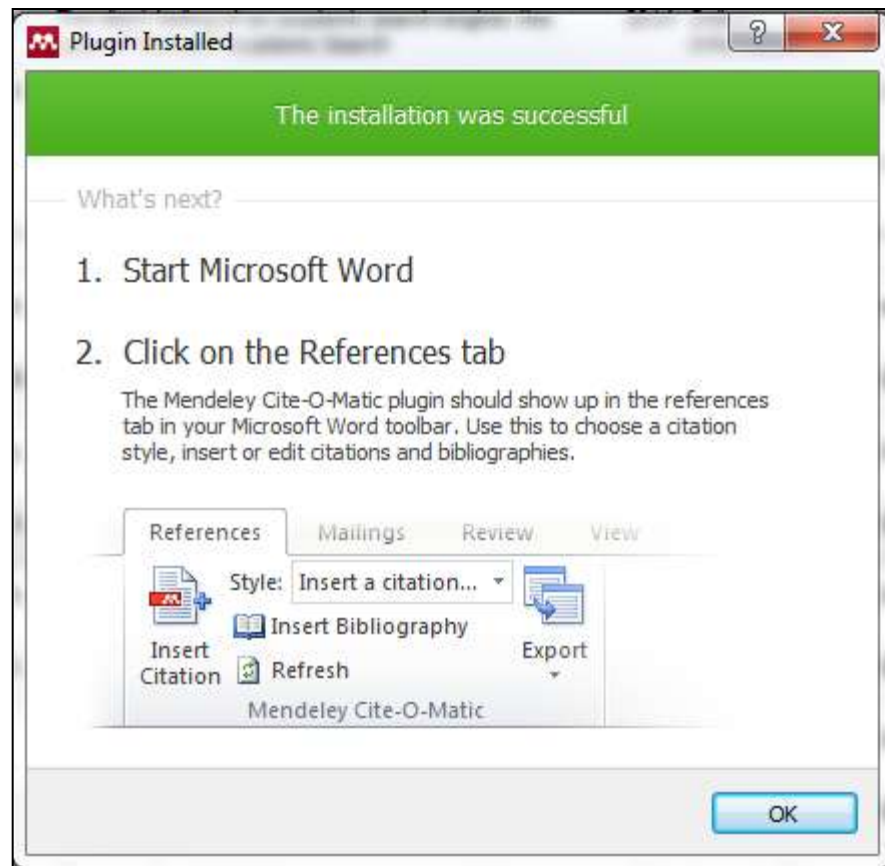 Plugin Installed
The installation was successful
What's next?
1. Start Microsoft Word
2. Click on the References tab
The Mendeley Cite-O-Matic plugin should show up in the references
tab in your Microsoft Word toolbar. Use this to choose a citation
style, insert or edit citations and bibliographies.
References Mailings Review View
Style: Insert a citation...
Insert Bibliography
Insert
Citation
Refresh
Export
Mendeley Cite-O-Matic
OK